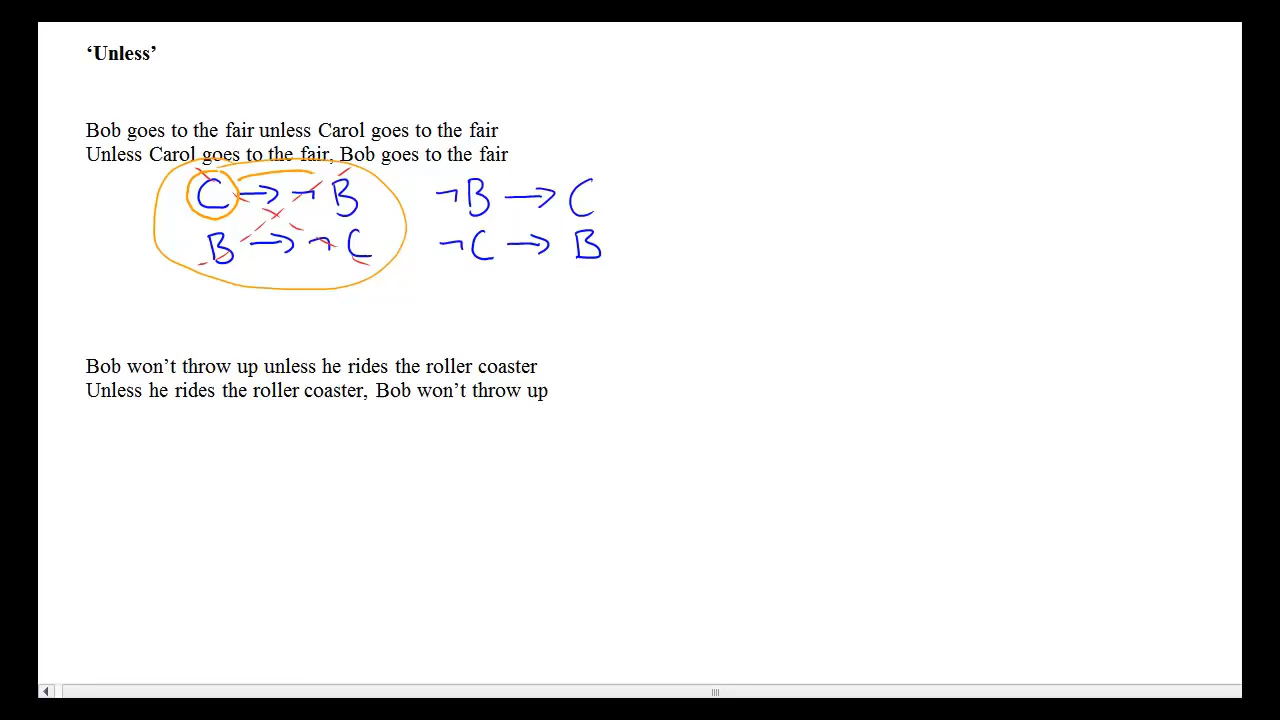 ‘Unless’
Bob goes to the fair unless Carol goes to the fair
Unless Carol goes to the fair, Bob goes to the fair
C → ¬ B ¬B → C
B → ¬ C ¬C → B
Bob won’t throw up unless he rides the roller coaster
Unless he rides the roller coaster, Bob won’t throw up